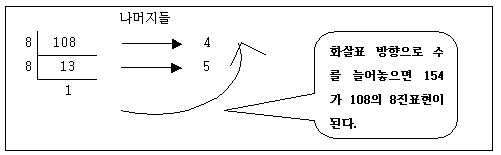 나머지들
8 108 4
8 13 5
1
화살표 방향으로 수
를 늘어놓으면 154
가 108의 8진표현이
된다.